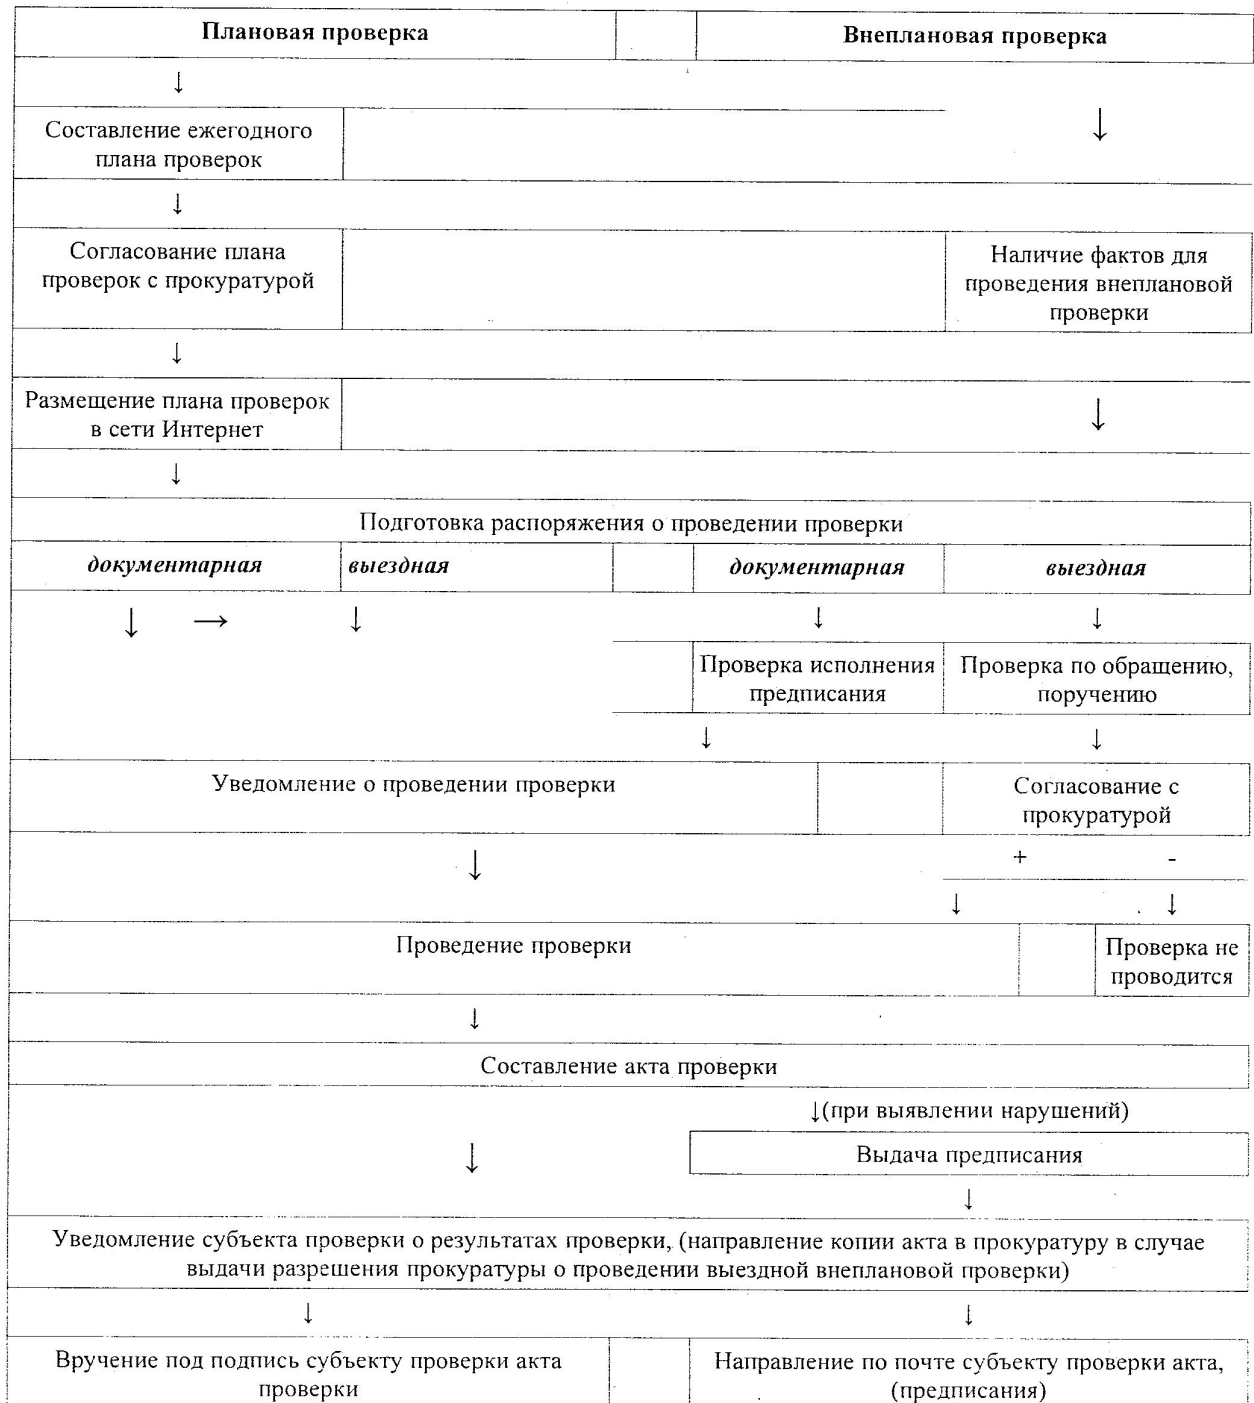 Плановая проверка
Внеплановая проверка
↓
Составление ежегодного
плана проверок
↓
↓
Согласование плана
проверок с прокуратурой
Наличие фактов для
проведения внеплановой
проверки
↓
Размещение плана проверок
в сети Интернет
↓
↓
Подготовка распоряжения о проведении проверки
документарная
выездная
документарная
выездная
↓ → ↓ ↓ ↓
Проверка исполнения
предписания
Проверка по обращению,
поручению
↓ ↓
Уведомление о проведении проверки
Согласование с
прокуратурой
+ -
↓
↓ ↓
Проведение проверки
Проверка не
проводится
↓
Составление акта проверки
↓(при выявлении нарушений)
↓
Выдача предписания
↓
Уведомление субъекта проверки о результатах проверки, (направление копии акта в прокуратуру в случае
выдачи разрешения прокуратуры о проведении выездной внеплановой проверки)
↓ ↓
Вручение под подпись субъекту проверки акта
проверки
Направление по почте субъекту проверки акта,
(предписания)